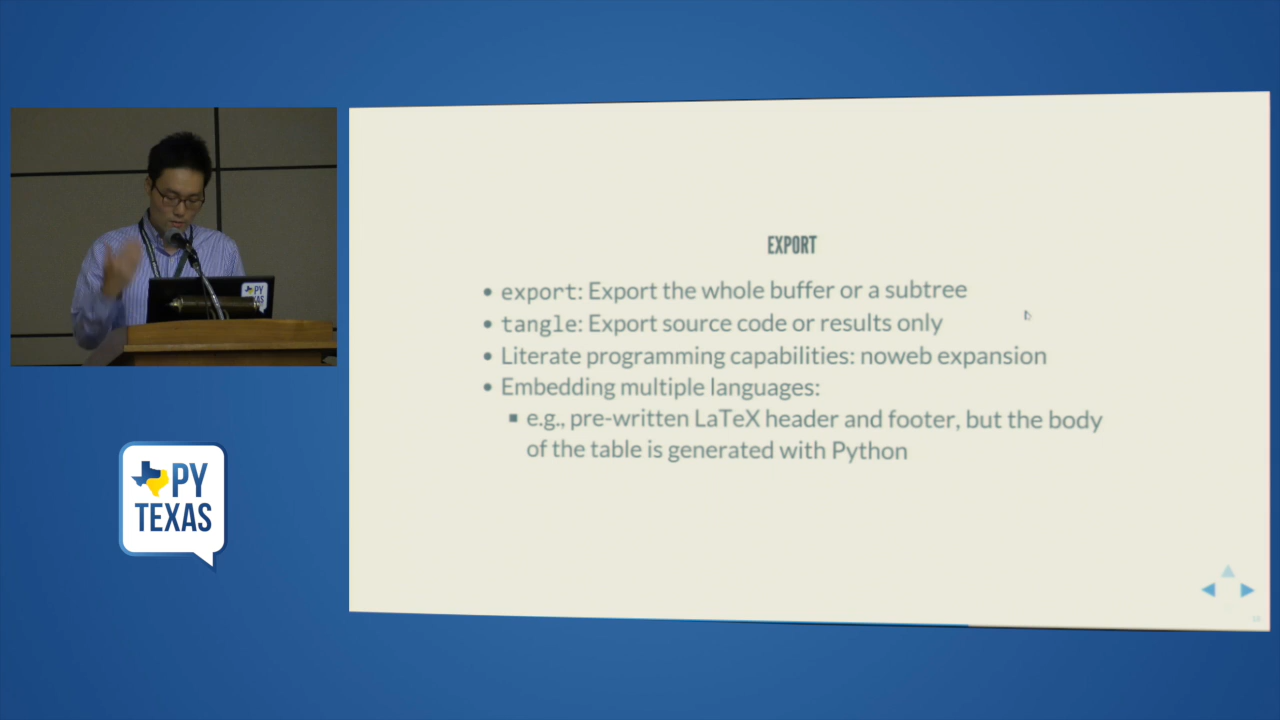 EXPORT
• export: Export the whole buffer or a subtree
• tangle: Export source code or results only
• Literate programming capabilities: noweb expansion
• Embedding multiple languages:
▪ e.g., pre-written LaTeX header and footer, but the body
of the table is generated with Python
PY
TEXAS
PY
TEXAS